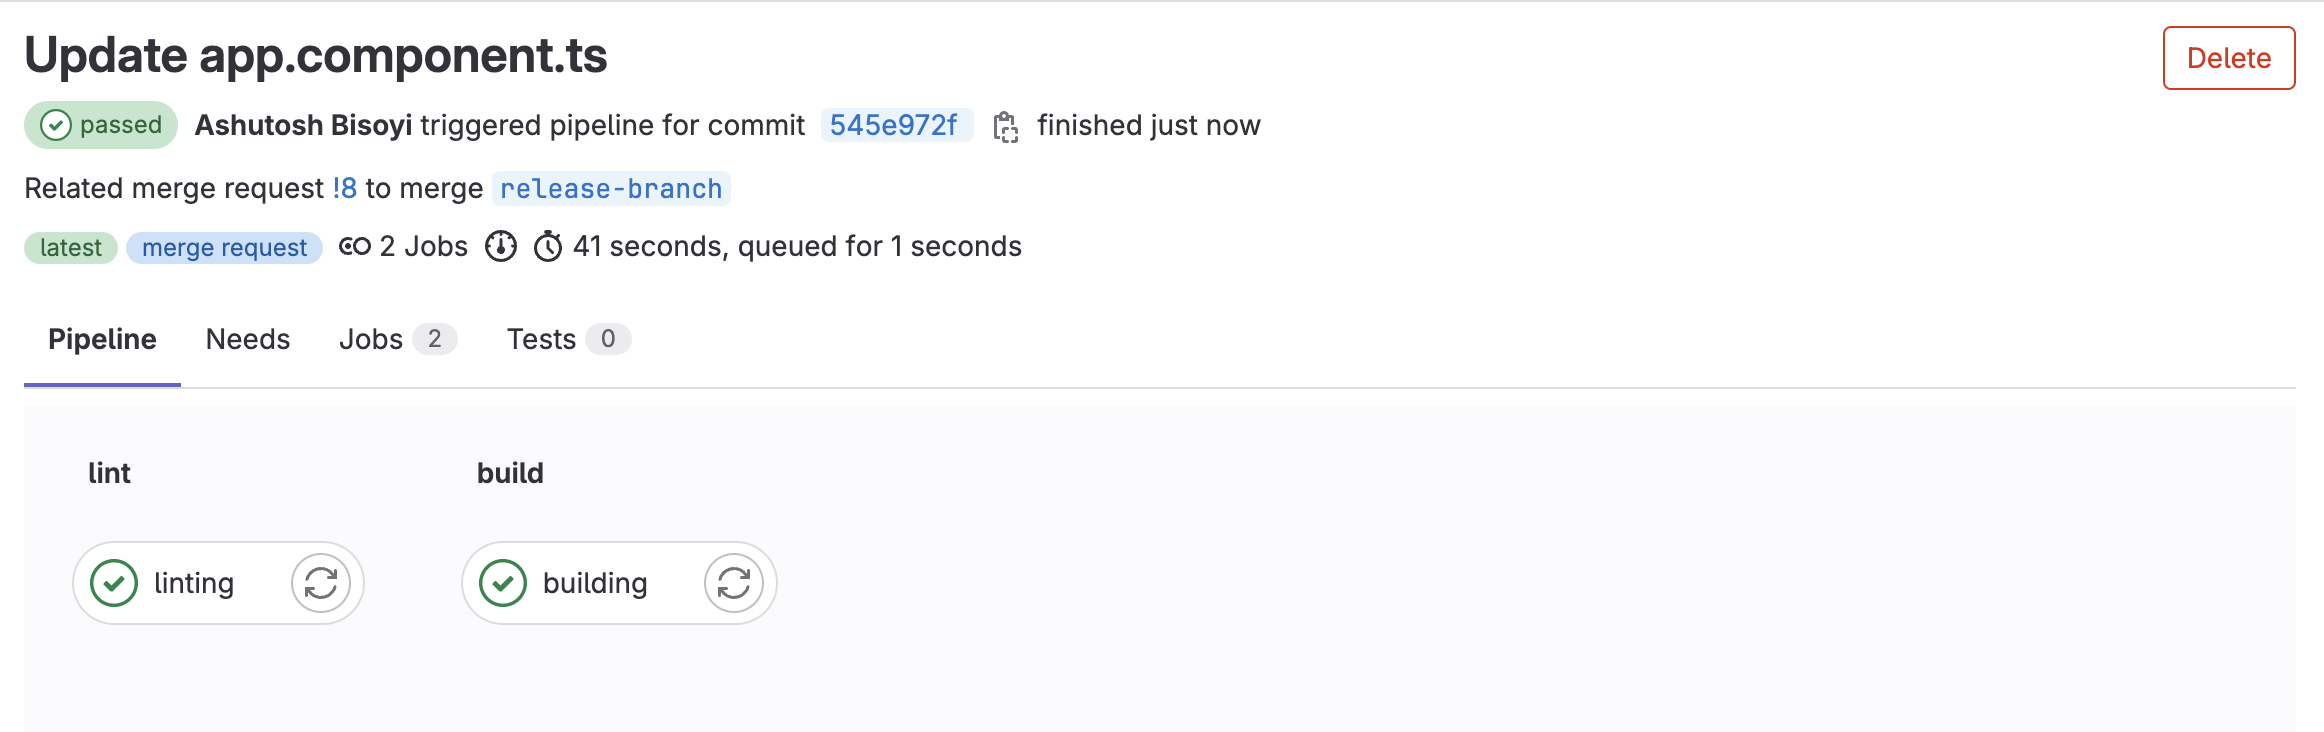 Update app.component.ts
Delete
passed Ashutosh Bisoyi triggered pipeline for commit 545e972f finished just now
Related merge request !8 to merge release-branch
latest merge request 2 Jobs 41 seconds, queued for 1 seconds
Pipeline Needs Jobs 2 Tests 0
lint build
linting building